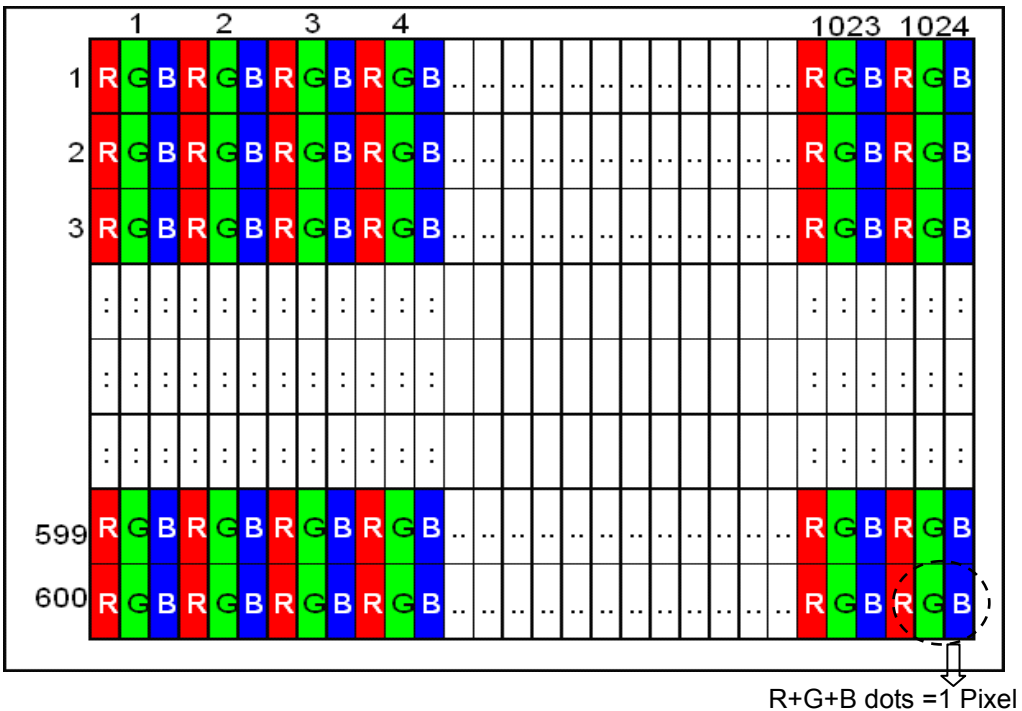 1 2 3 4 1023 1024
1 R G B R G B R G B R G B .. .. .. .. .. .. .. .. .. .. .. .. R G B R G B
2 R G B R G B R G B R G B .. .. .. .. .. .. .. .. .. .. .. .. R G B R G B
3 R G B R G B R G B R G B .. .. .. .. .. .. .. .. .. .. .. .. R G B R G B
: : : : : : : : : : : : : : : : : :
: : : : : : : : : : : : : : : : : :
: : : : : : : : : : : : : : : : : :
599 R G B R G B R G B R G B .. .. .. .. .. .. .. .. .. .. .. .. R G B R G B
600 R G B R G B R G B R G B .. .. .. .. .. .. .. .. .. .. .. .. R G B R G B
R+G+B dots =1 Pixel